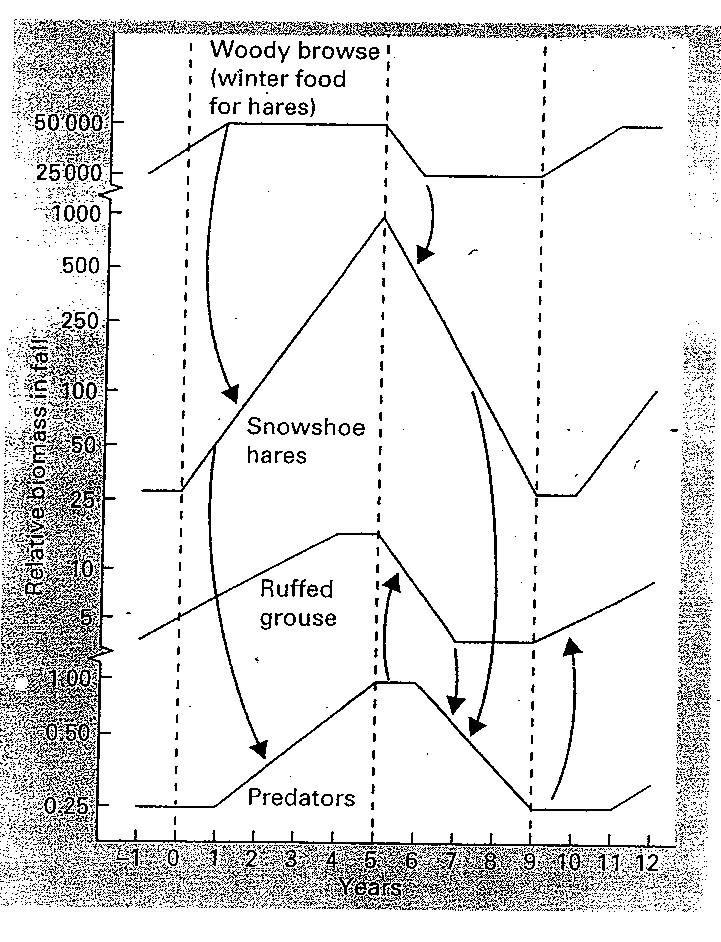 Woody browse
(winter food
for hares)
50 000
25 000
1000
500
250
100
50
25
10
5
1.00
0.50
0.25
Relative biomass in fall
Snowshoe
hares
Ruffed
grouse
Predators
–1 0 1 2 3 4 5 6 7 8 9 10 11 12
Years